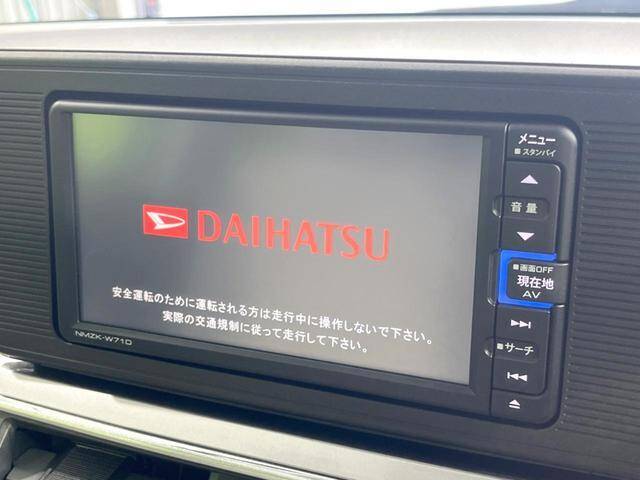 DAIHATSU
安全運転のために運転される方は走行中に操作しないで下さい。
実際の交通規制に従って走行して下さい。
NMZK-W71D
メニュー
スタンバイ
音量
画面OFF
現在地
AV
サーチ